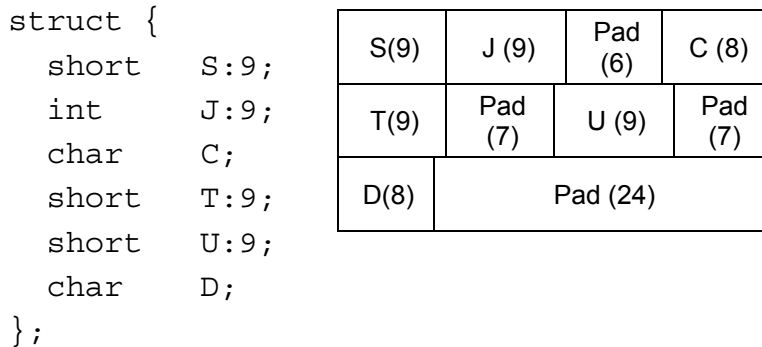 struct {
short S:9;
int J:9;
char C;
short T:9;
short U:9;
char D;
};
S(9) J (9) Pad (6) C (8)
T(9) Pad (7) U (9) Pad (7)
D(8) Pad (24)